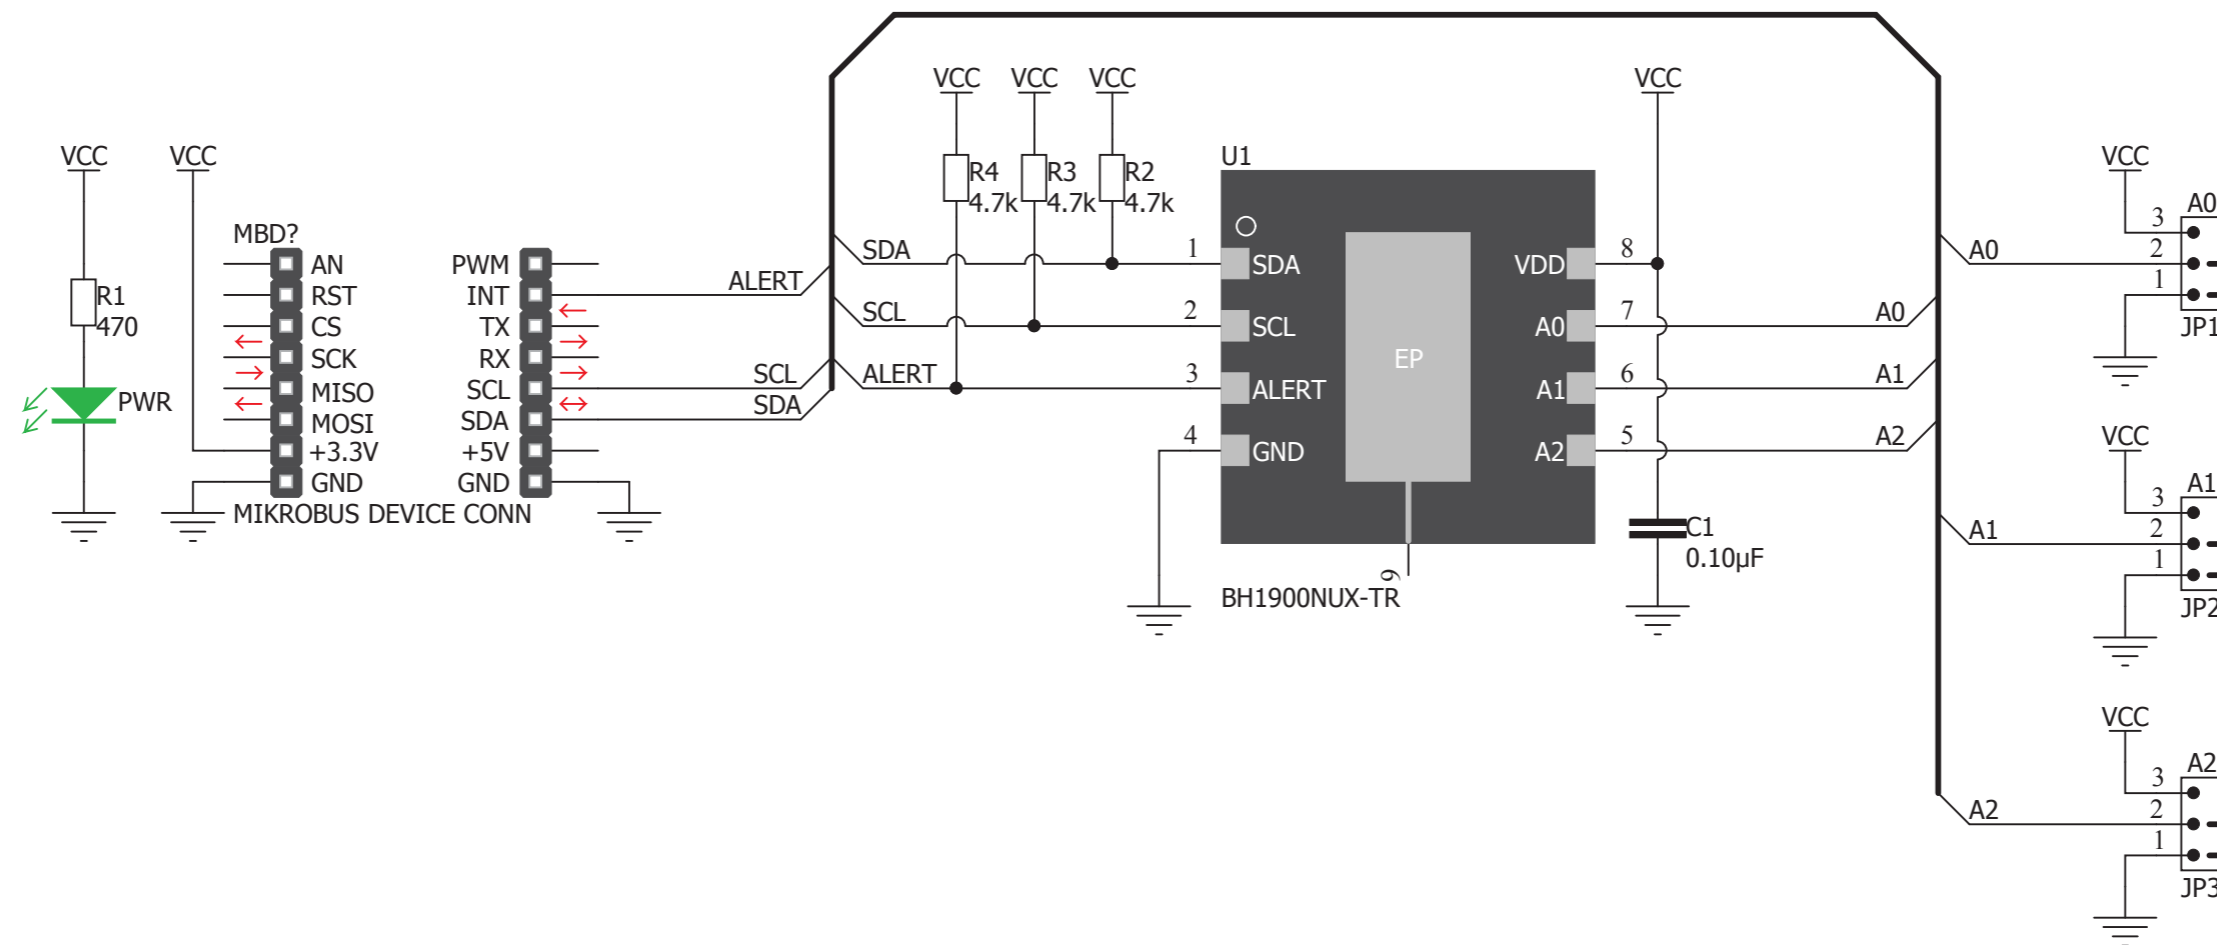 VCC VCC VCC VCC
VCC VCC VCC
R4 4.7k
R3 4.7k
R2 4.7k
R1
470
PWR
MBD?
AN PWM
RST INT
CS TX
SCK RX
MISO SCL
MOSI SDA
+3.3V +5V
GND GND
MIKROBUS DEVICE CONN
ALERT
SCL
SDA
SDA
SCL
ALERT
U1
1 SDA VDD 8
2 SCL A0 7
3 ALERT A1 6
4 GND A2 5
EP
9
BH1900NUX-TR
C1
0.10µF
A0
A1
A2
A0
A1
A2
A0
3
2
1
JP1
VCC
A1
3
2
1
JP2
VCC
A2
3
2
1
JP3